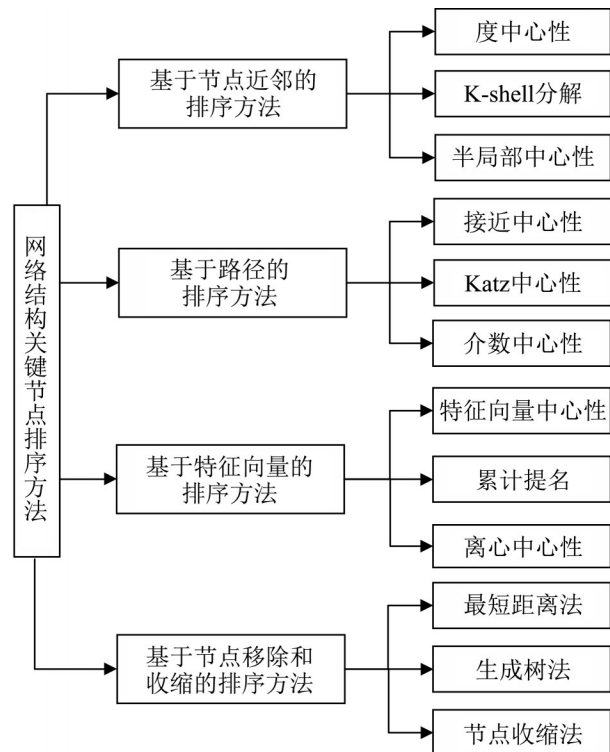 网络结构关键节点排序方法
基于节点近邻的
排序方法
度中心性
K-shell分解
半局部中心性
基于路径的
排序方法
接近中心性
Katz中心性
介数中心性
基于特征向量的
排序方法
特征向量中心性
累计提名
离心中心性
基于节点移除和
收缩的排序方法
最短距离法
生成树法
节点收缩法